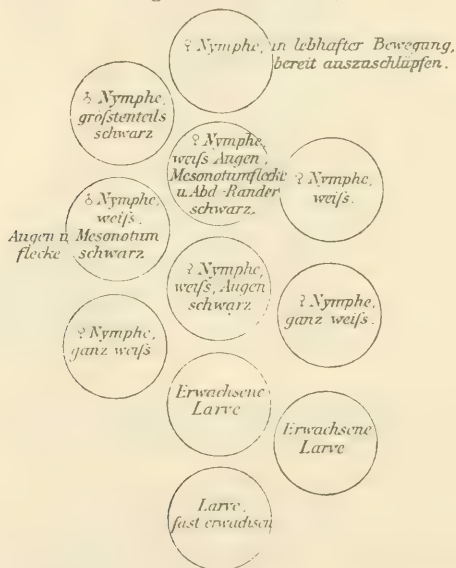 ♀ Nymphe, in lebhafter Bewegung,
bereit auszuschlüpfen.
♂ Nymphe,
größtenteils
schwarz
♀ Nymphe,
weiß Augen,
Mesonotumflecke
u. Abd-Rander
schwarz.
♀ Nymphe,
weiß.
♂ Nymphe,
weiß.
Augen u. Mesonotum
flecke schwarz
♀ Nymphe,
weiß, Augen
schwarz
♀ Nymphe,
ganz weiß.
♀ Nymphe,
ganz weiß
Erwachsene
Larve
Erwachsene
Larve
Larve,
fast erwachsen